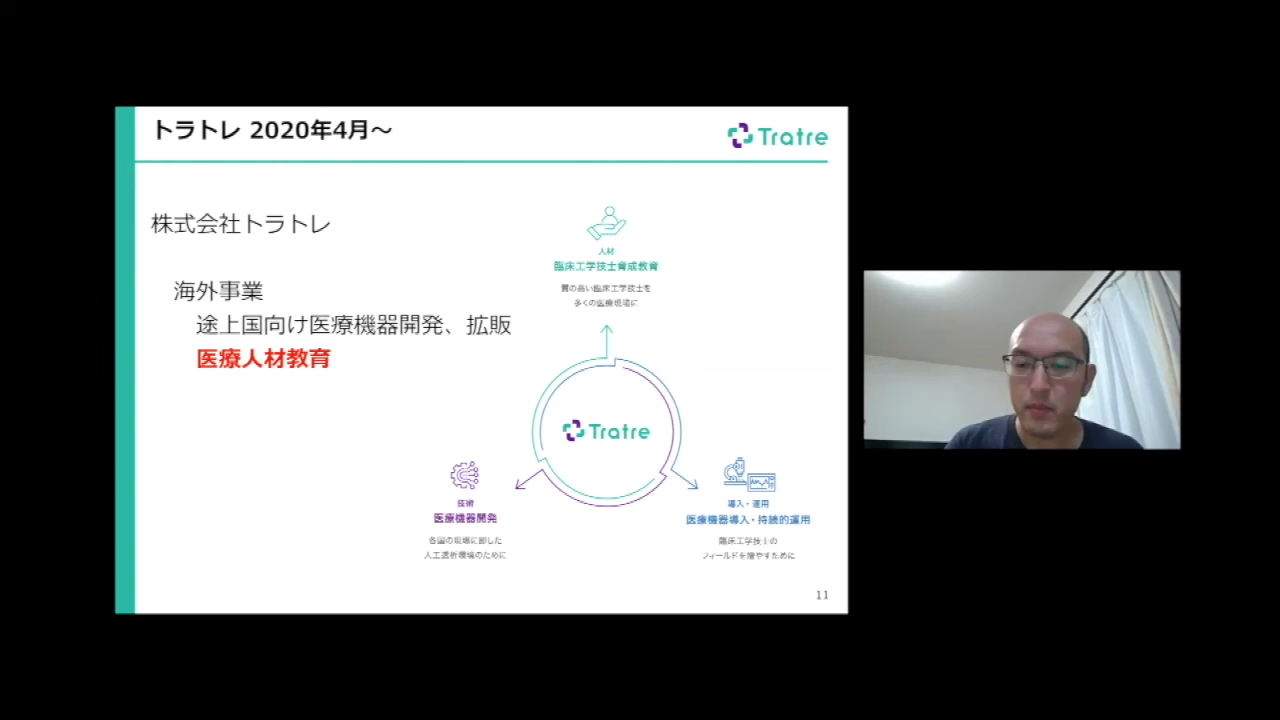 トラトレ 2020年4月～
Tratre
株式会社トラトレ
海外事業
途上国向け医療機器開発、拡販
医療人材教育
人材
臨床工学技士育成教育
質の高い臨床工学技士を
多くの医療現場に
Tratre
技術
医療機器開発
各国の現場に即した
人工透析環境のために
導入・運用
医療機器導入・持続的運用
臨床工学技士の
フィールドを増やすために
11